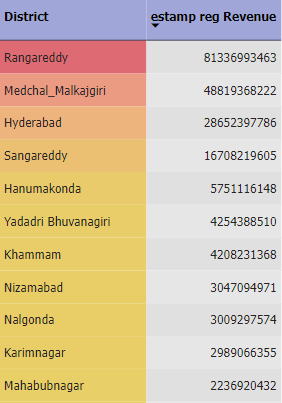 District estamp reg Revenue
Rangareddy 81336993463
Medchal_Malkajgiri 48819368222
Hyderabad 28652397786
Sangareddy 16708219605
Hanumakonda 5751116148
Yadadri Bhuvanagiri 4254388510
Khammam 4208231368
Nizamabad 3047094971
Nalgonda 3009297574
Karimnagar 2989066355
Mahabubnagar 2236920432